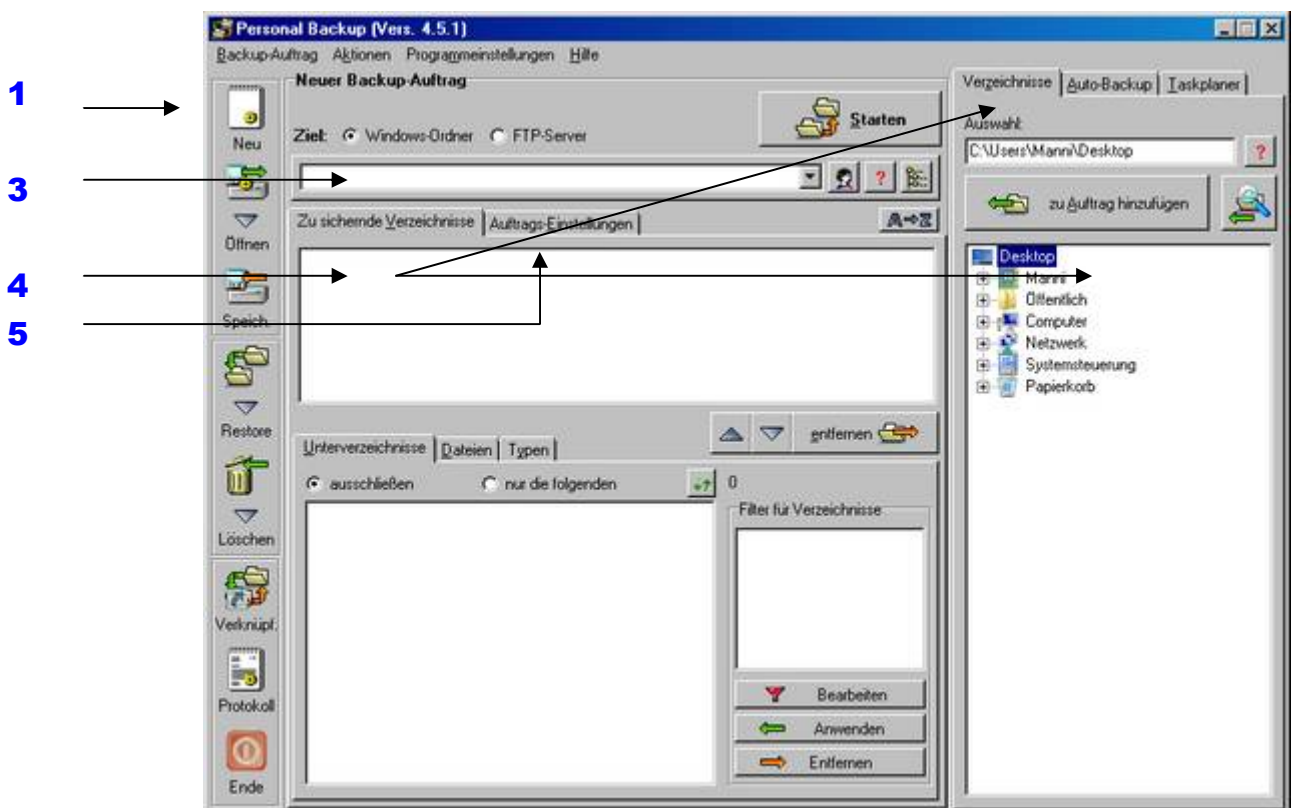 Personal Backup (Vers. 4.5.1)
Backup-Auftrag Aktionen Programmeinstellungen Hilfe
1
3
4
5
Neu
Öffnen
Speich.
Restore
Löschen
Verknüpf.
Protokoll
Ende
Neuer Backup-Auftrag
Ziel: Windows-Ordner FTP-Server
Starten
?
Zu sichernde Verzeichnisse Auftrags-Einstellungen
A Z
entfernen
Unterverzeichnisse Dateien Typen
ausschließen nur die folgenden
0
Filter für Verzeichnisse
Bearbeiten
Anwenden
Entfernen
Verzeichnisse Auto-Backup Taskplaner
Auswahl:
C:\Users\Manni\Desktop
?
zu Auftrag hinzufügen
Desktop
Manni
Öffentlich
Computer
Netzwerk
Systemsteuerung
Papierkorb